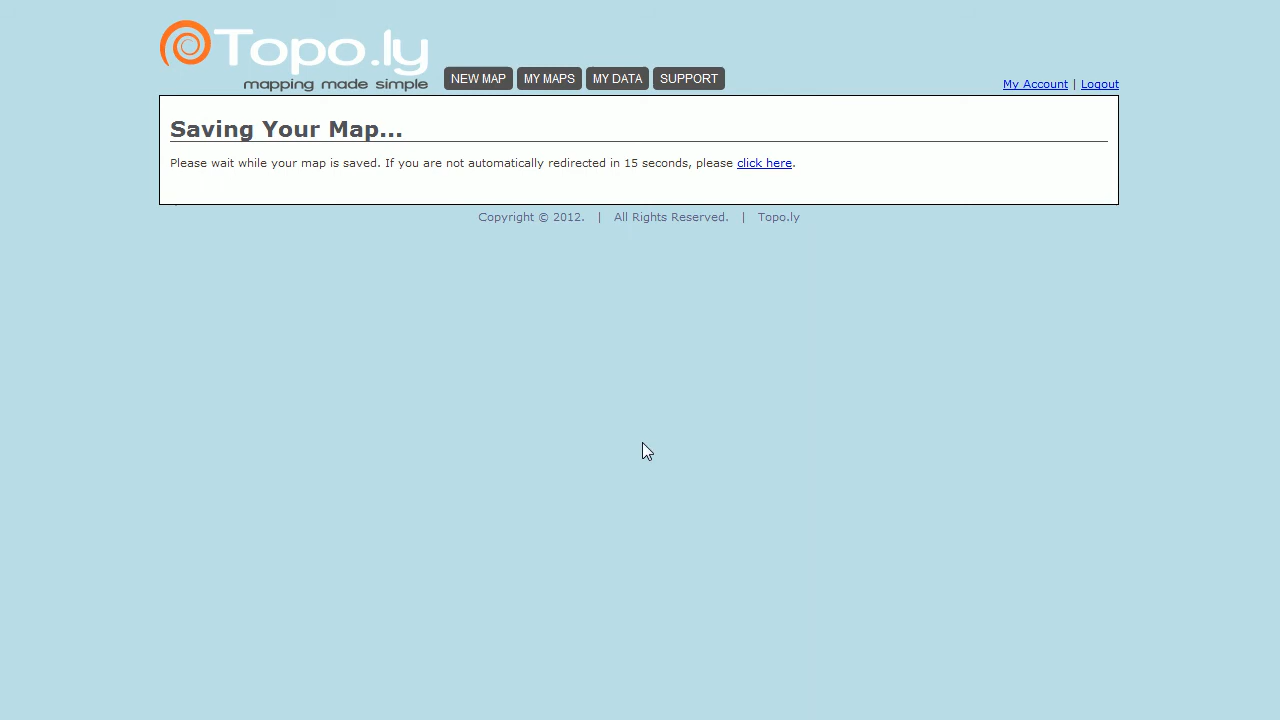 Topo.ly
mapping made simple
NEW MAP MY MAPS MY DATA SUPPORT
My Account | Logout
Saving Your Map...
Please wait while your map is saved. If you are not automatically redirected in 15 seconds, please click here.
Copyright © 2012. | All Rights Reserved. | Topo.ly